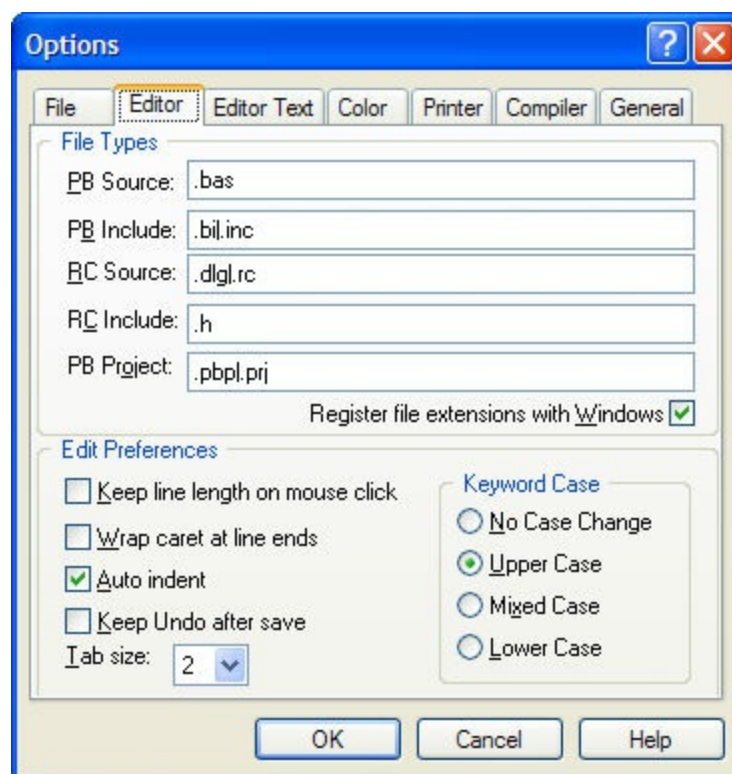 Options
File Editor Editor Text Color Printer Compiler General
File Types
PB Source: .bas
PB Include: .bi|.inc
RC Source: .dlg|.rc
RC Include: .h
PB Project: .pbp|.prj
Register file extensions with Windows
Edit Preferences
Keep line length on mouse click
Wrap caret at line ends
Auto indent
Keep Undo after save
Tab size: 2
Keyword Case
No Case Change
Upper Case
Mixed Case
Lower Case
OK Cancel Help